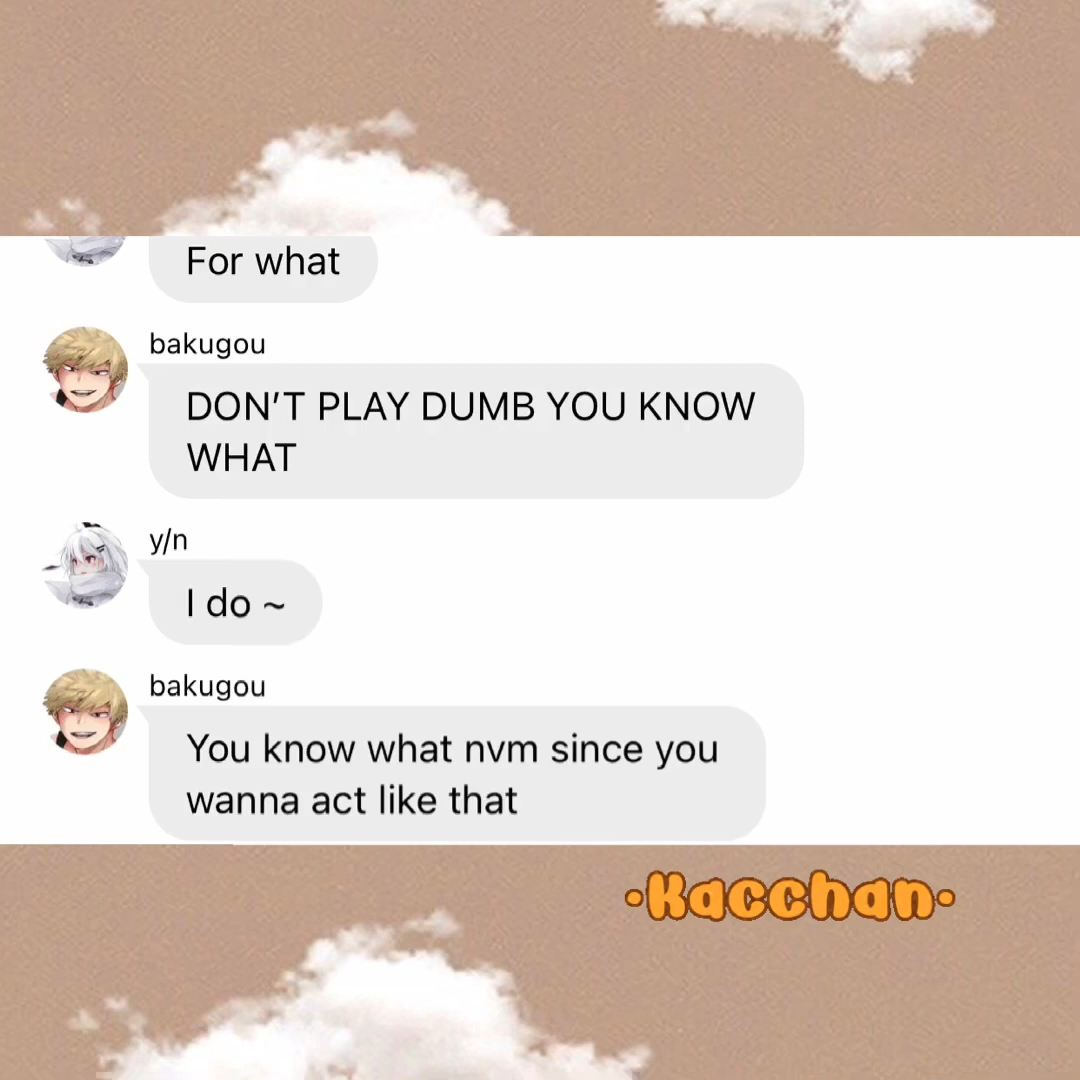 For what
bakugou
DON’T PLAY DUMB YOU KNOW
WHAT
y/n
I do ~
bakugou
You know what nvm since you
wanna act like that
•Kacchan•